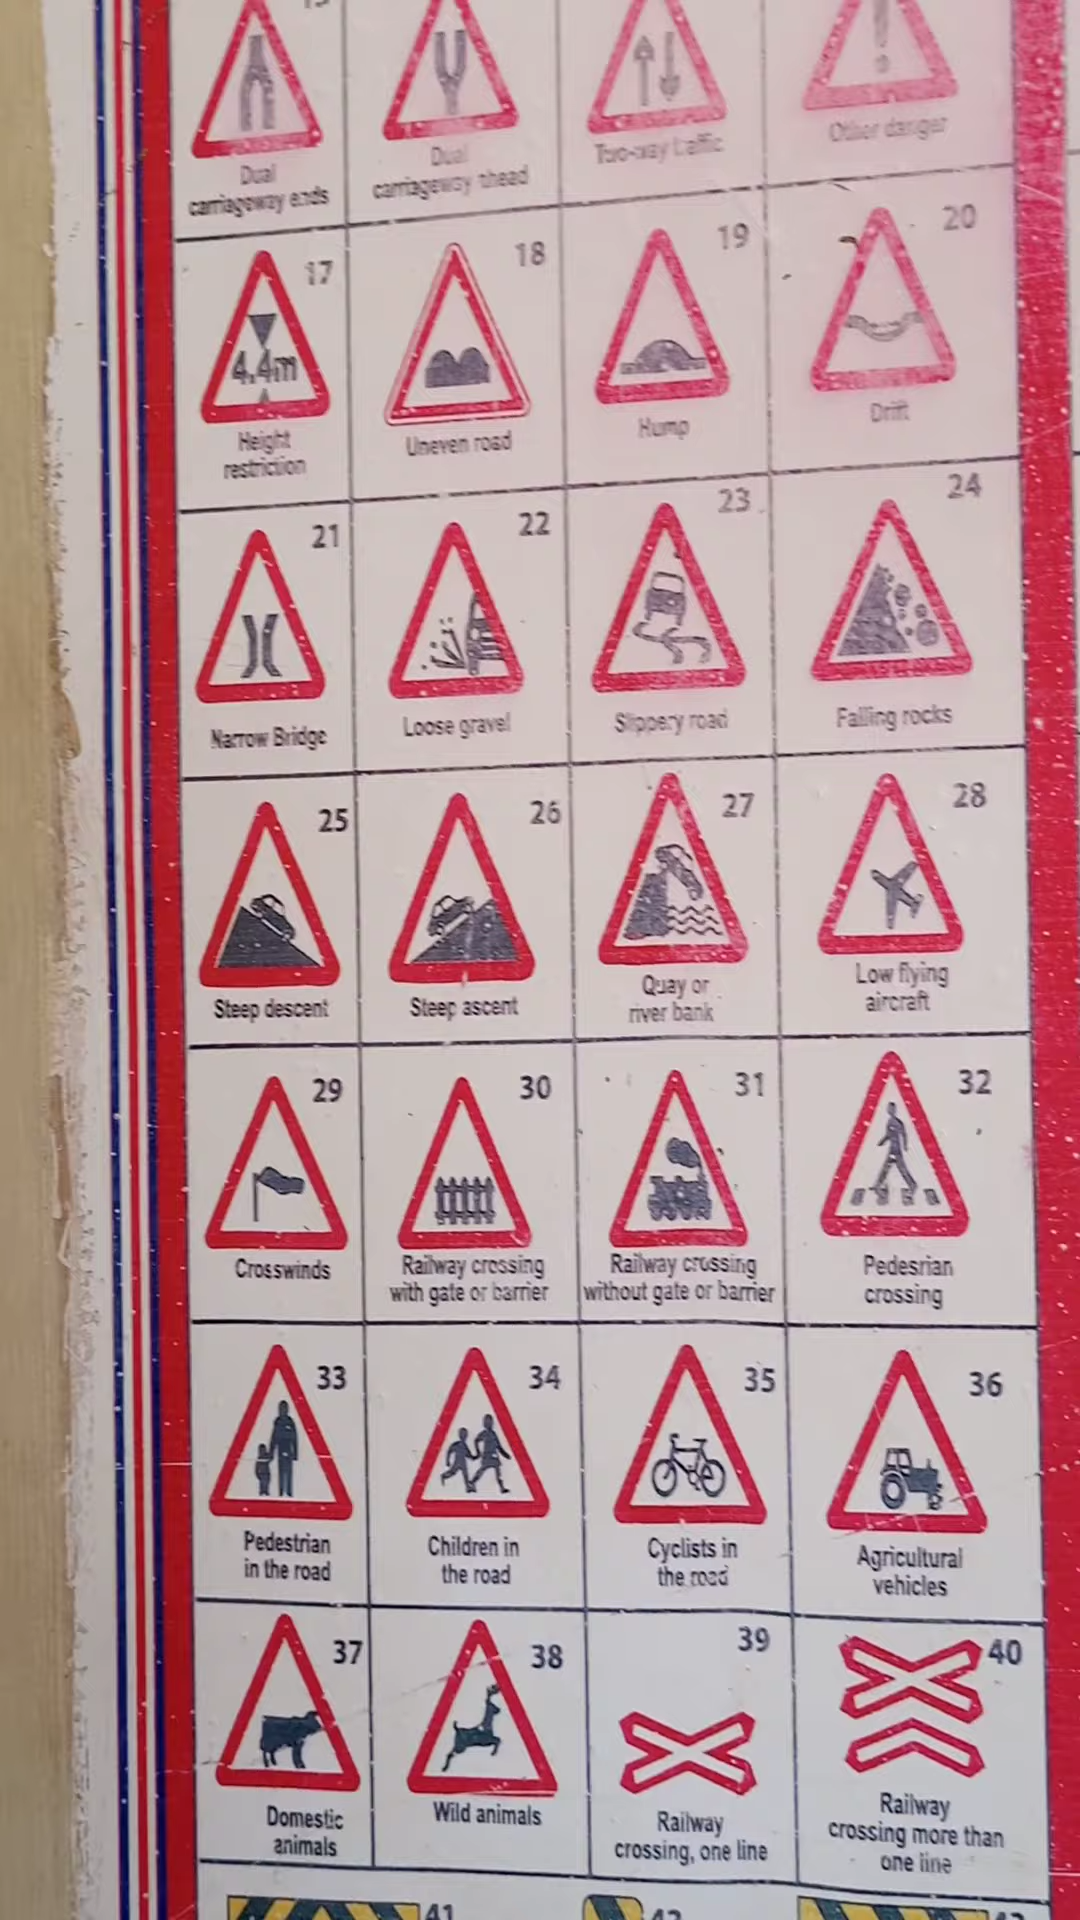 Dual
carriageway ends
Dual
carriageway ahead
Two-way traffic
Other danger
17
4.4m
Height
restriction
18
Uneven road
19
Hump
20
Drift
21
Narrow Bridge
22
Loose gravel
23
Slippery road
24
Falling rocks
25
Steep descent
26
Steep ascent
27
Quay or
river bank
28
Low flying
aircraft
29
Crosswinds
30
Railway crossing
with gate or barrier
31
Railway crossing
without gate or barrier
32
Pedesrian
crossing
33
Pedestrian
in the road
34
Children in
the road
35
Cyclists in
the road
36
Agricultural
vehicles
37
Domestic
animals
38
Wild animals
39
Railway
crossing, one line
40
Railway
crossing more than
one line
41